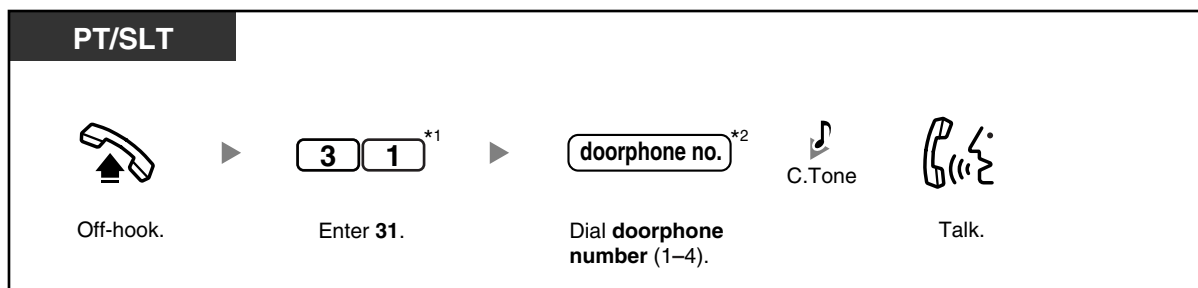 PT/SLT
3 1 *1
doorphone no. *2
C.Tone
Off-hook.
Enter 31.
Dial doorphone
number (1–4).
Talk.